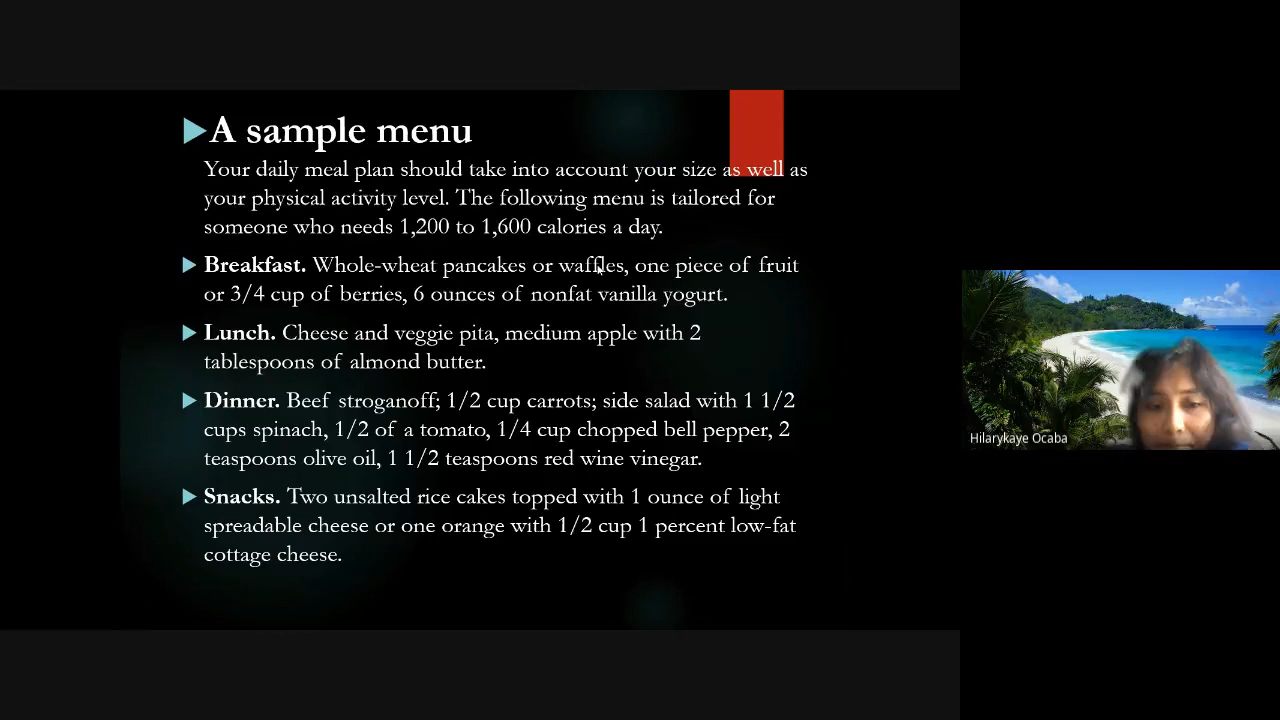 A sample menu
Your daily meal plan should take into account your size as well as
your physical activity level. The following menu is tailored for
someone who needs 1,200 to 1,600 calories a day.
Breakfast. Whole-wheat pancakes or waffles, one piece of fruit
or 3/4 cup of berries, 6 ounces of nonfat vanilla yogurt.
Lunch. Cheese and veggie pita, medium apple with 2
tablespoons of almond butter.
Dinner. Beef stroganoff; 1/2 cup carrots; side salad with 1 1/2
cups spinach, 1/2 of a tomato, 1/4 cup chopped bell pepper, 2
teaspoons olive oil, 1 1/2 teaspoons red wine vinegar.
Snacks. Two unsalted rice cakes topped with 1 ounce of light
spreadable cheese or one orange with 1/2 cup 1 percent low-fat
cottage cheese.
Hilarykaye Ocaba